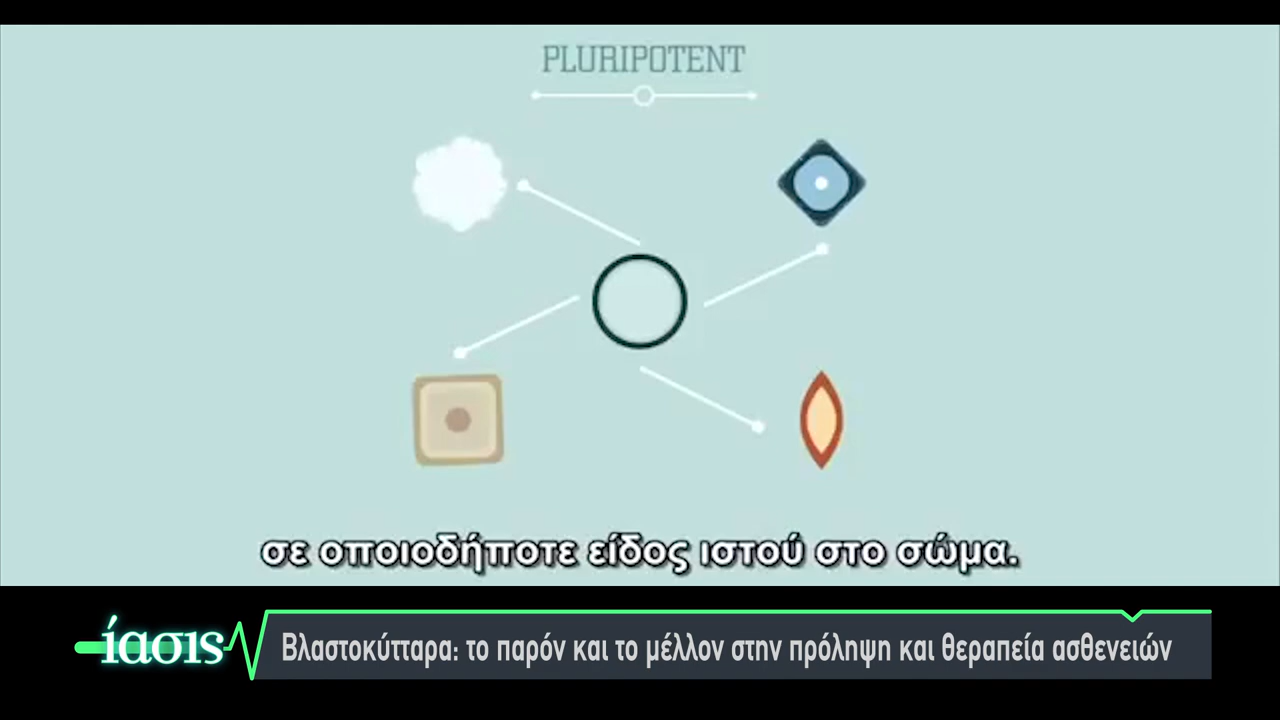 PLURIPOTENT
σε οποιοδήποτε είδος ιστού στο σώμα.
ίασις
Βλαστοκύτταρα: το παρόν και το μέλλον στην πρόληψη και θεραπεία ασθενειών